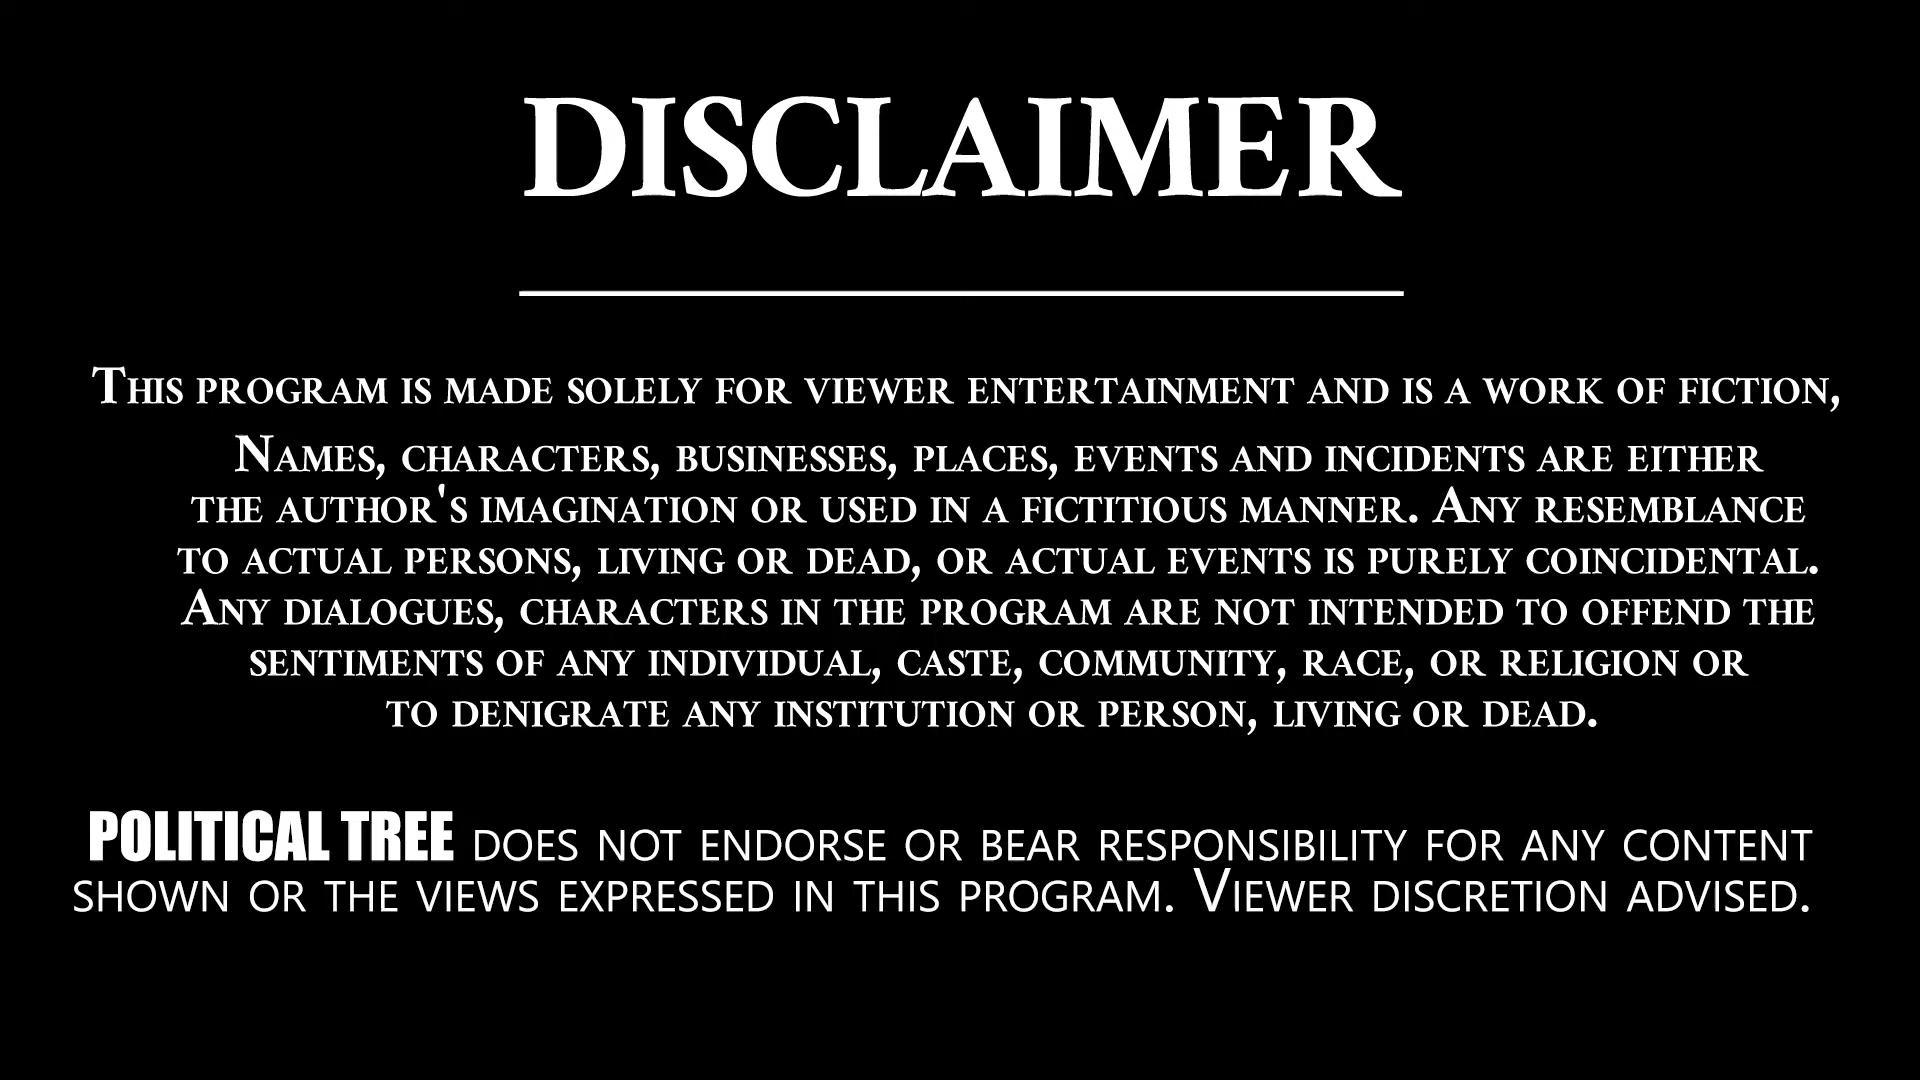 DISCLAIMER
This program is made solely for viewer entertainment and is a work of fiction,
Names, characters, businesses, places, events and incidents are either
the author's imagination or used in a fictitious manner. Any resemblance
to actual persons, living or dead, or actual events is purely coincidental.
Any dialogues, characters in the program are not intended to offend the
sentiments of any individual, caste, community, race, or religion or
to denigrate any institution or person, living or dead.
POLITICAL TREE does not endorse or bear responsibility for any content
shown or the views expressed in this program. Viewer discretion advised.